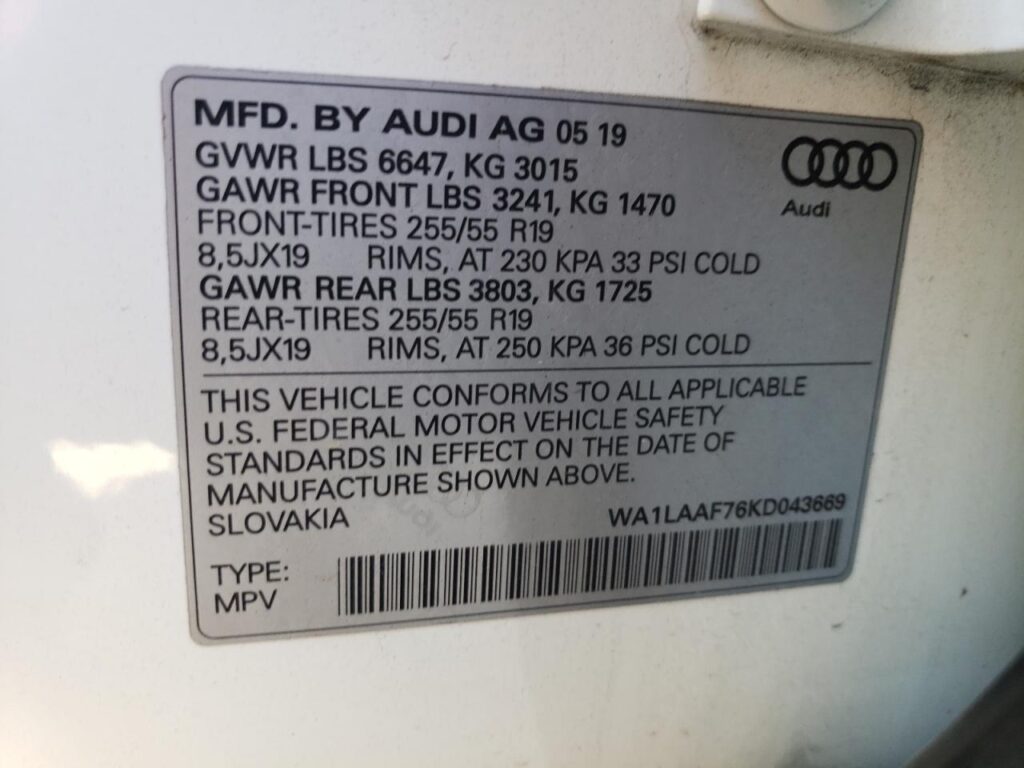 MFD. BY AUDI AG 05 19
GVWR LBS 6647, KG 3015
GAWR FRONT LBS 3241, KG 1470
FRONT-TIRES 255/55 R19
8,5JX19 RIMS, AT 230 KPA 33 PSI COLD
GAWR REAR LBS 3803, KG 1725
REAR-TIRES 255/55 R19
8,5JX19 RIMS, AT 250 KPA 36 PSI COLD
Audi
THIS VEHICLE CONFORMS TO ALL APPLICABLE
U.S. FEDERAL MOTOR VEHICLE SAFETY
STANDARDS IN EFFECT ON THE DATE OF
MANUFACTURE SHOWN ABOVE.
SLOVAKIA
WA1LAAF76KD043669
TYPE:
MPV